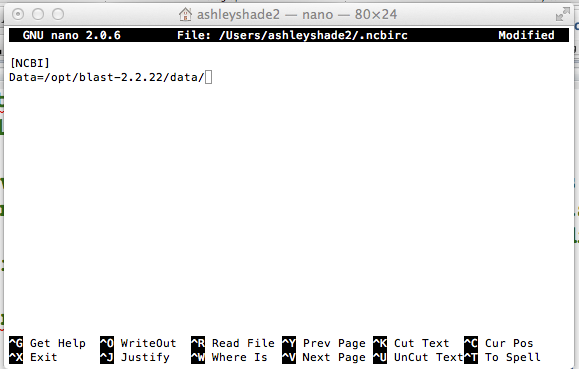 ashleyshade2 — nano — 80×24
GNU nano 2.0.6 File: /Users/ashleyshade2/.ncbirc Modified
[NCBI]
Data=/opt/blast-2.2.22/data/
^G Get Help ^O WriteOut ^R Read File ^Y Prev Page ^K Cut Text ^C Cur Pos
^X Exit ^J Justify ^W Where Is ^V Next Page ^U UnCut Text ^T To Spell